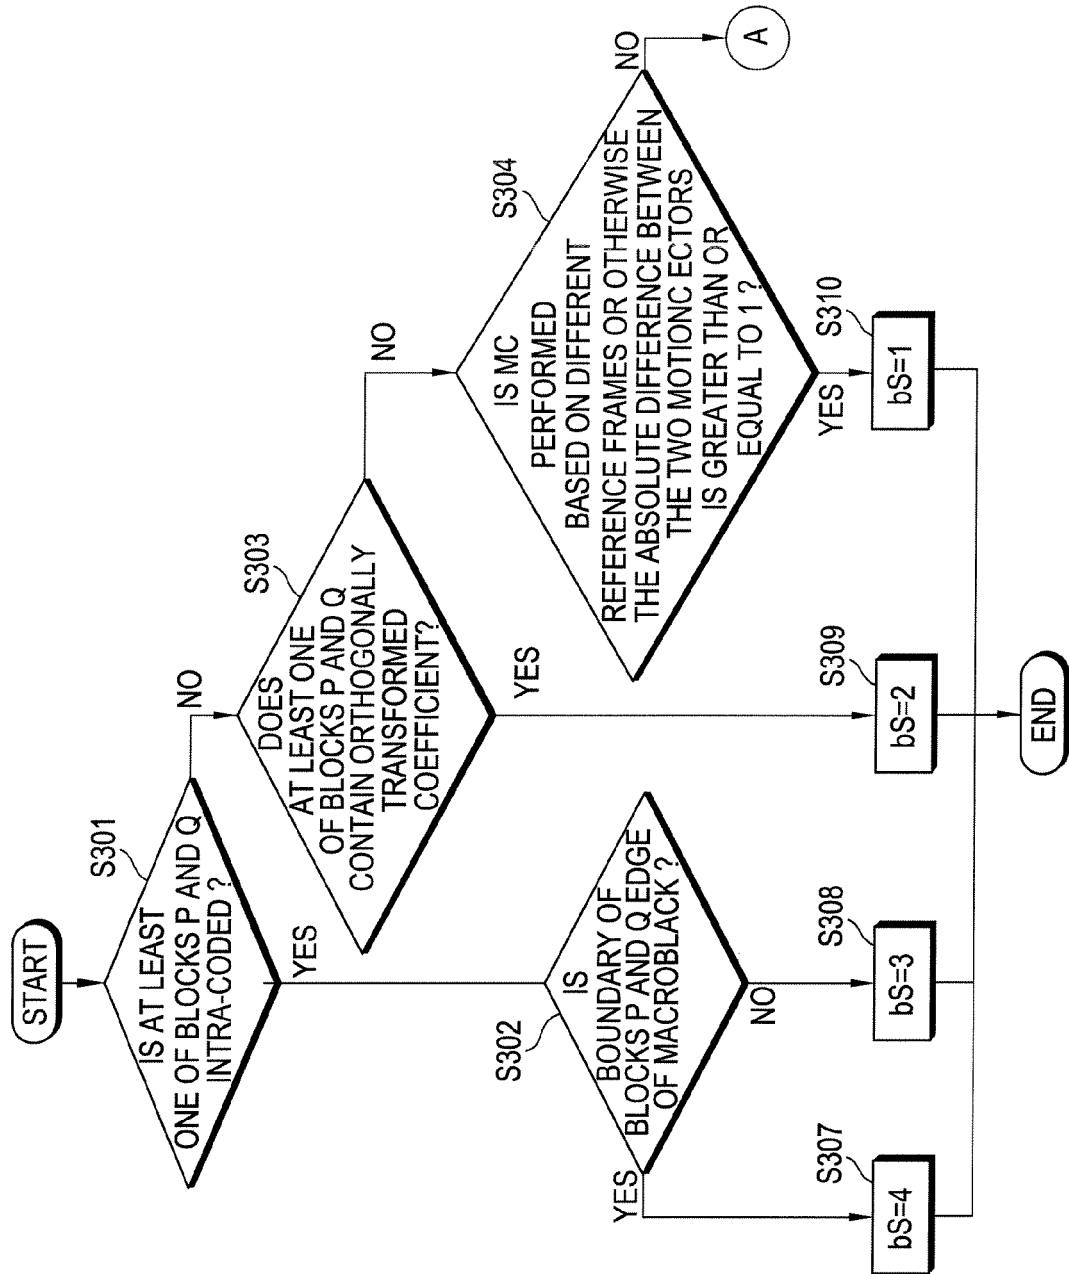 START
S301
IS AT LEAST
ONE OF BLOCKS P AND Q
INTRA-CODED ?
YES
NO
S303
DOES
AT LEAST ONE
OF BLOCKS P AND Q
CONTAIN ORTHOGONALLY
TRANSFORMED
COEFFICIENT?
YES
NO
S304
IS MC
PERFORMED
BASED ON DIFFERENT
REFERENCE FRAMES OR OTHERWISE
THE ABSOLUTE DIFFERENCE BETWEEN
THE TWO MOTIONC ECTORS
IS GREATER THAN OR
EQUAL TO 1 ?
NO
A
YES
S302
IS
BOUNDARY OF
BLOCKS P AND Q EDGE
OF MACROBLACK ?
YES
NO
S307
bS=4
S308
bS=3
S309
bS=2
S310
bS=1
END